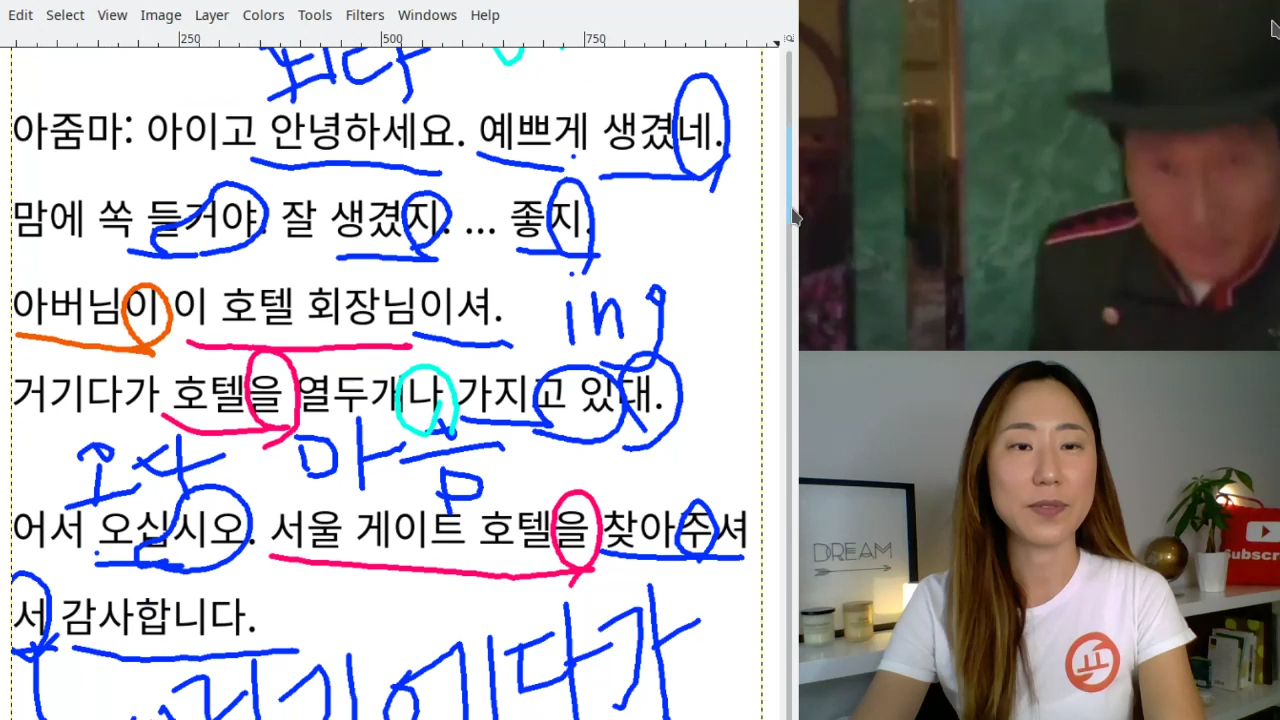 Edit Select View Image Layer Colors Tools Filters Windows Help
250 500 750
되다
아줌마: 아이고 안녕하세요. 예쁘게 생겼네.
맘에 쏙 들거야. 잘 생겼지. ... 좋지.
아버님이 이 호텔 회장님이셔.
ing
거기다가 호텔을 열두개나 가지고 있대.
마음
어서 오십시오. 서울 게이트 호텔을 찾아주셔
서 감사합니다.
DREAM
Subscr